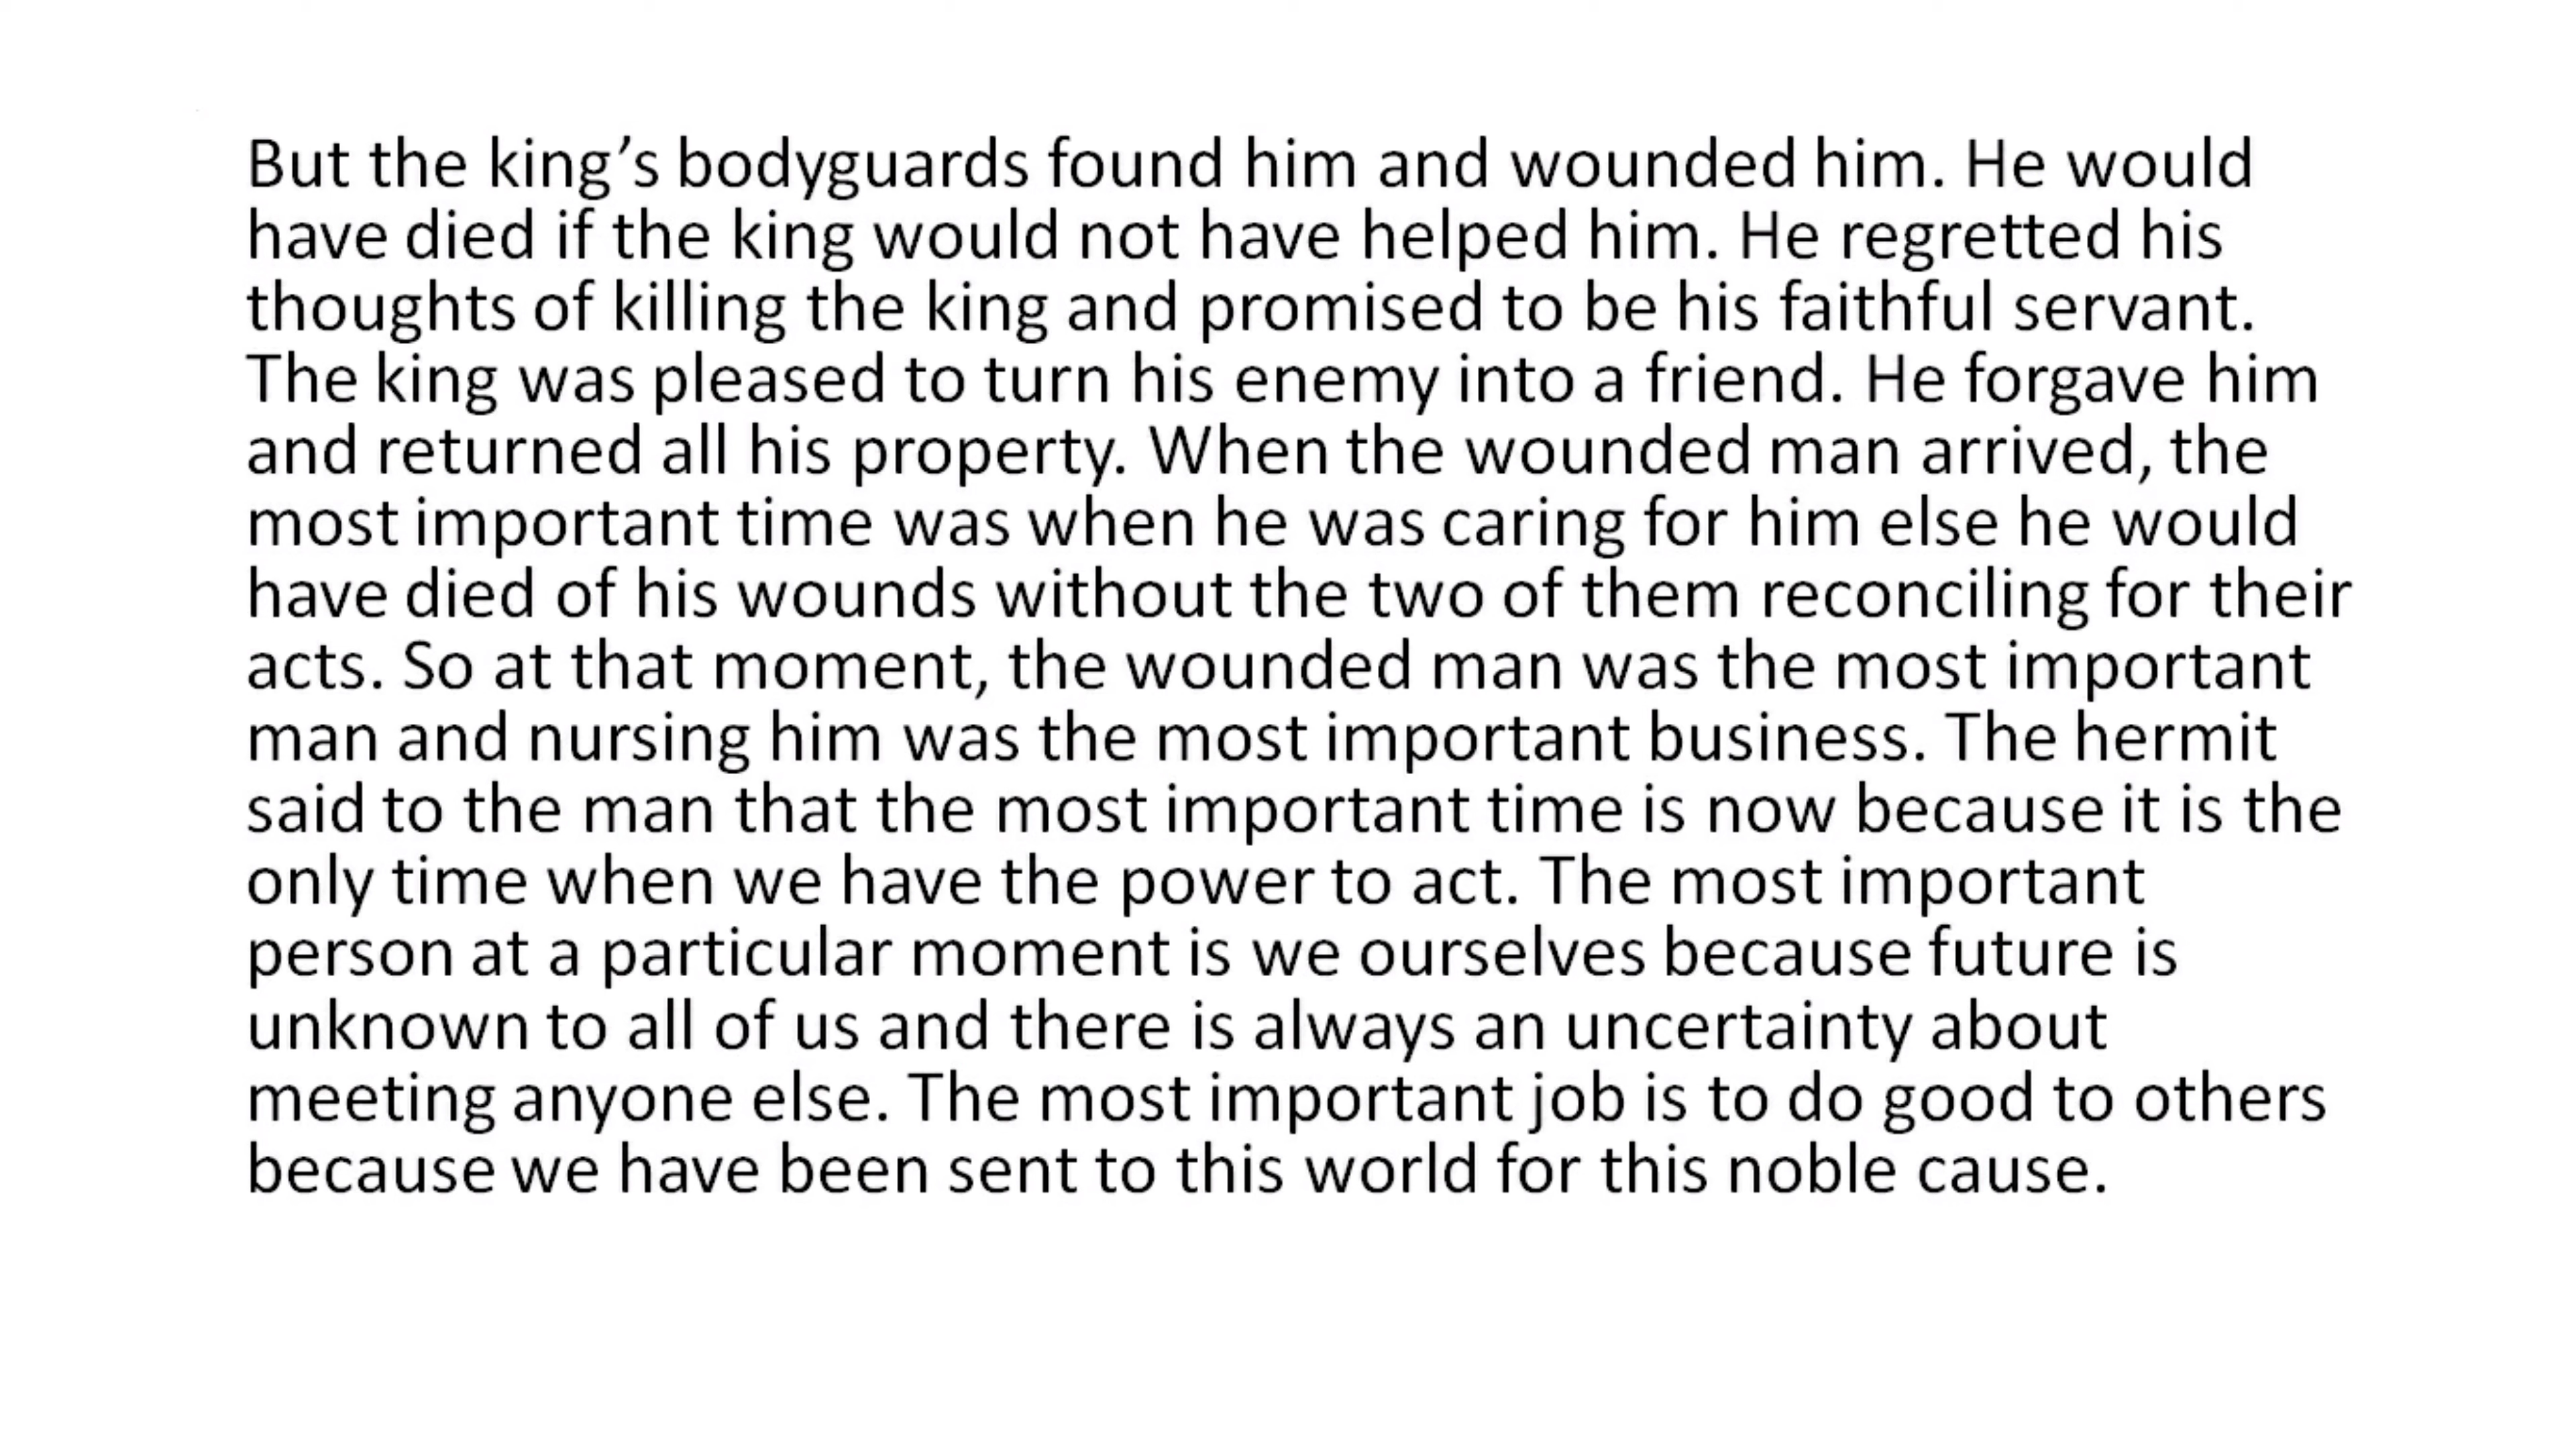 But the king’s bodyguards found him and wounded him. He would
have died if the king would not have helped him. He regretted his
thoughts of killing the king and promised to be his faithful servant.
The king was pleased to turn his enemy into a friend. He forgave him
and returned all his property. When the wounded man arrived, the
most important time was when he was caring for him else he would
have died of his wounds without the two of them reconciling for their
acts. So at that moment, the wounded man was the most important
man and nursing him was the most important business. The hermit
said to the man that the most important time is now because it is the
only time when we have the power to act. The most important
person at a particular moment is we ourselves because future is
unknown to all of us and there is always an uncertainty about
meeting anyone else. The most important job is to do good to others
because we have been sent to this world for this noble cause.